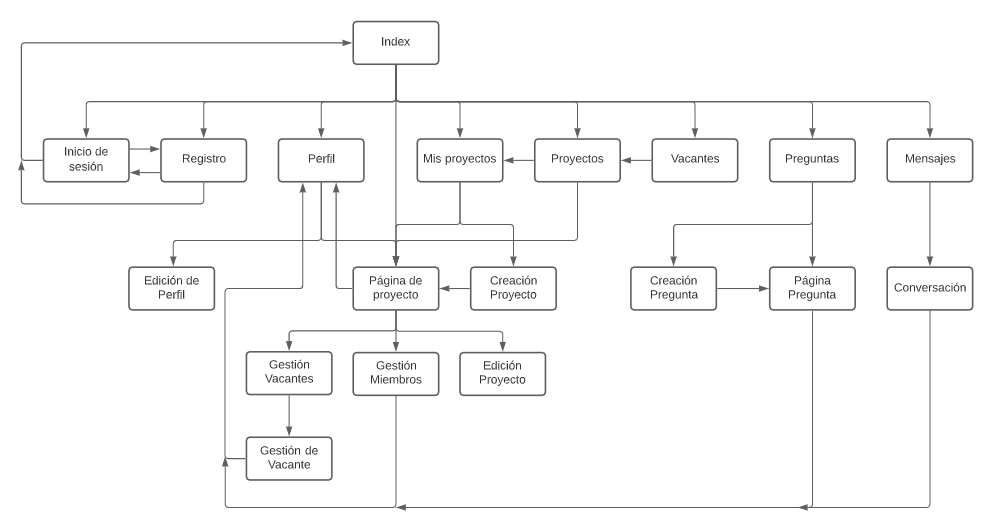 Index
Inicio de
sesión
Registro
Perfil
Mis proyectos
Proyectos
Vacantes
Preguntas
Mensajes
Edición de
Perfil
Página de
proyecto
Creación
Proyecto
Creación
Pregunta
Página
Pregunta
Conversación
Gestión
Vacantes
Gestión
Miembros
Edición
Proyecto
Gestión de
Vacante